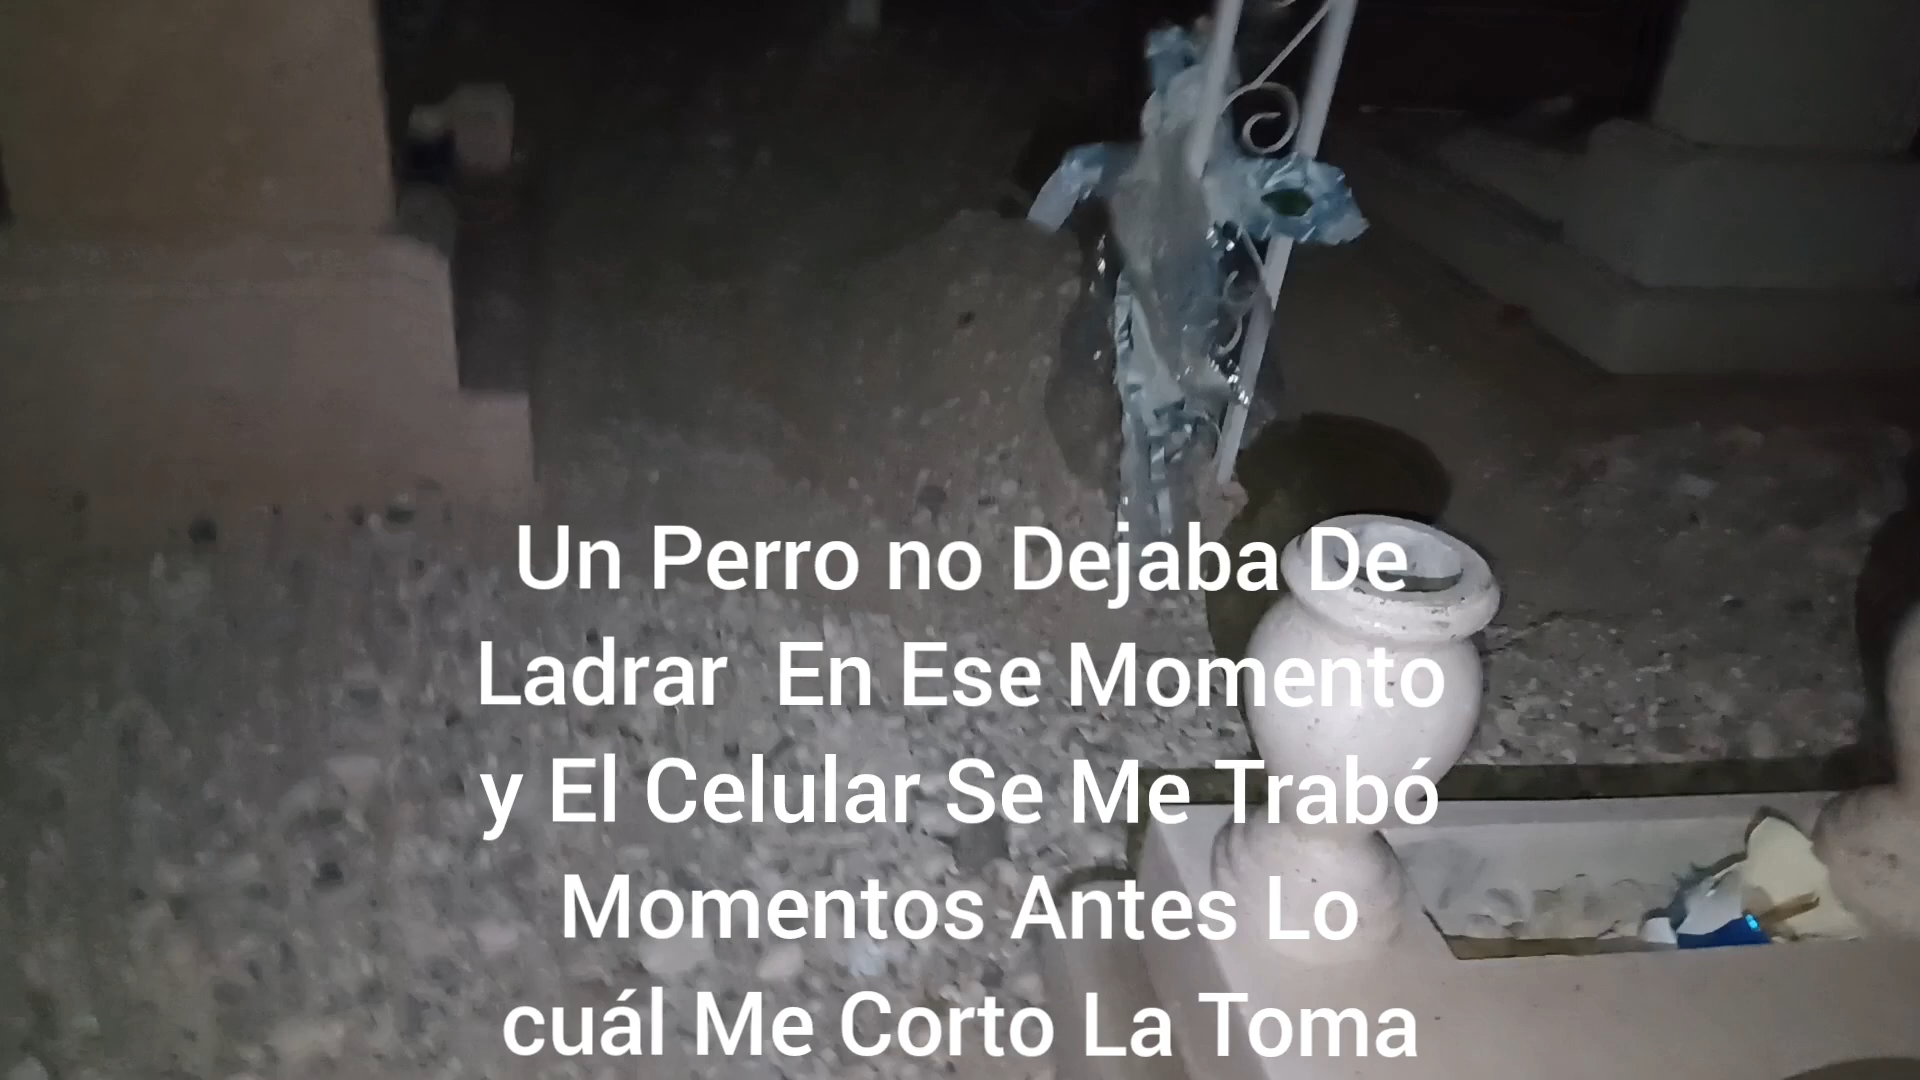 Un Perro no Dejaba De
Ladrar  En Ese Momento
y El Celular Se Me Trabó
Momentos Antes Lo
cuál Me Corto La Toma